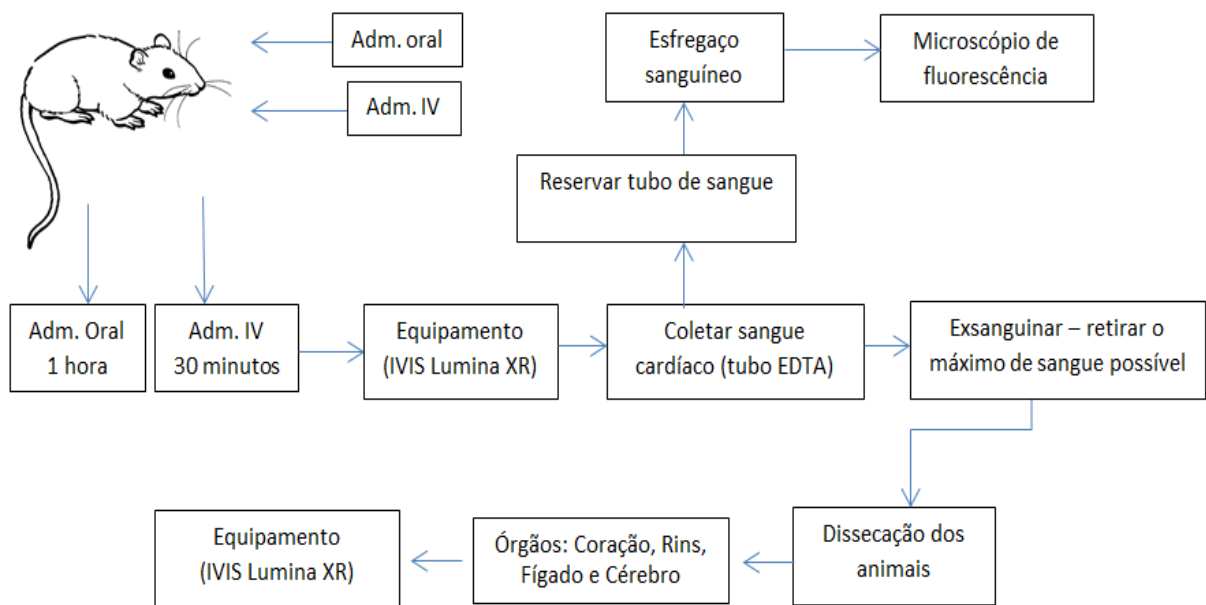 Adm. oral
Adm. IV
Esfregaço
sanguíneo
Microscópio de
fluorescência
Reservar tubo de sangue
Adm. Oral
1 hora
Adm. IV
30 minutos
Equipamento
(IVIS Lumina XR)
Coletar sangue
cardíaco (tubo EDTA)
Exsanguinar – retirar o
máximo de sangue possível
Dissecação dos
animais
Órgãos: Coração, Rins,
Fígado e Cérebro
Equipamento
(IVIS Lumina XR)